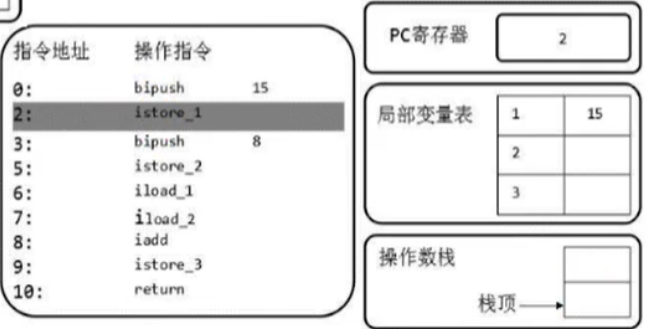 指令地址 操作指令
0: bipush 15
2: istore_1
3: bipush 8
5: istore_2
6: iload_1
7: iload_2
8: iadd
9: istore_3
10: return
PC寄存器 2
局部变量表 1 15
2
3
操作数栈
栈顶